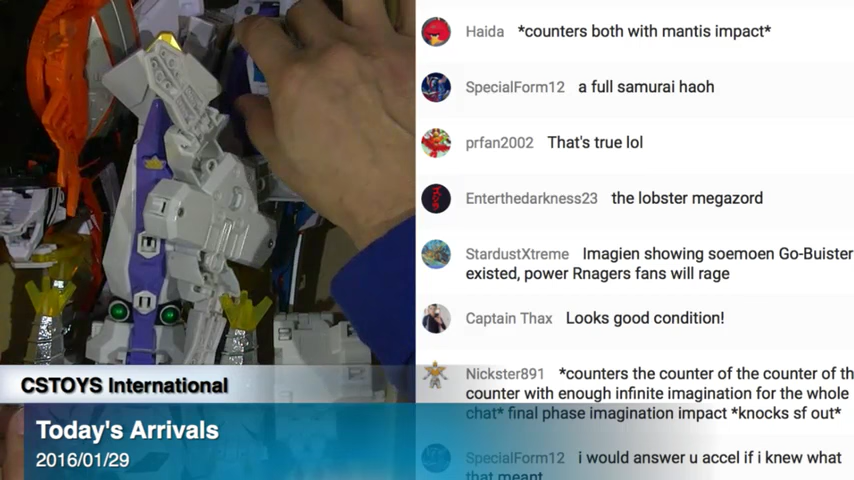 Haida *counters both with mantis impact*
SpecialForm12 a full samurai haoh
prfan2002 That's true lol
Enterthedarkness23 the lobster megazord
StardustXtreme Imagien showing soemoen Go-Buister
existed, power Rnagers fans will rage
Captain Thax Looks good condition!
Nickster891 *counters the counter of the counter of th
counter with enough infinite imagination for the whole
chat* final phase imagination impact *knocks sf out*
SpecialForm12 i would answer u accel if i knew what
that meant
CSTOYS International
Today's Arrivals
2016/01/29